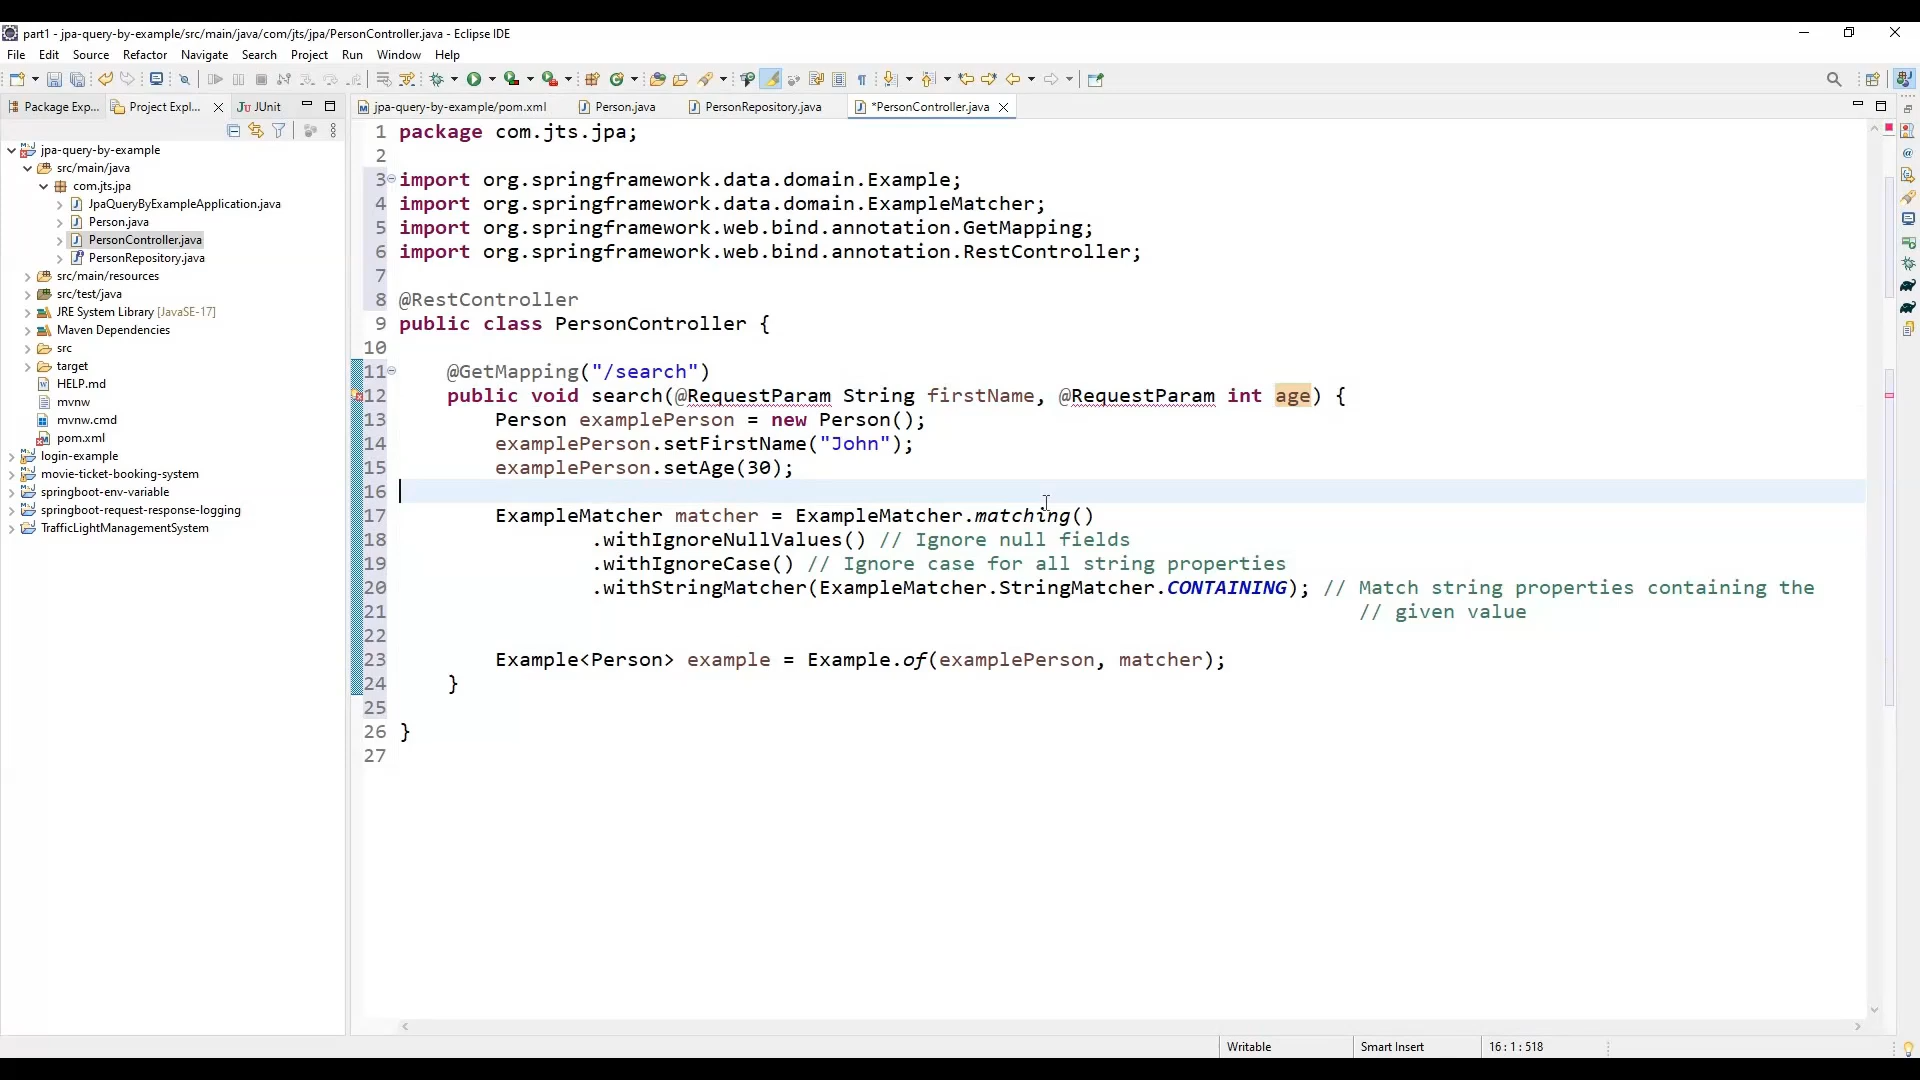 part1 - jpa-query-by-example/src/main/java/com/jts/jpa/PersonController.java - Eclipse IDE
File Edit Source Refactor Navigate Search Project Run Window Help
Package Exp... Project Expl... JUnit
jpa-query-by-example/pom.xml Person.java PersonRepository.java *PersonController.java
jpa-query-by-example
src/main/java
com.jts.jpa
JpaQueryByExampleApplication.java
Person.java
PersonController.java
PersonRepository.java
src/main/resources
src/test/java
JRE System Library [JavaSE-17]
Maven Dependencies
src
target
HELP.md
mvnw
mvnw.cmd
pom.xml
login-example
movie-ticket-booking-system
springboot-env-variable
springboot-request-response-logging
TrafficLightManagementSystem
1 package com.jts.jpa;
2
3 import org.springframework.data.domain.Example;
4 import org.springframework.data.domain.ExampleMatcher;
5 import org.springframework.web.bind.annotation.GetMapping;
6 import org.springframework.web.bind.annotation.RestController;
7
8 @RestController
9 public class PersonController {
10
11 @GetMapping("/search")
12 public void search(@RequestParam String firstName, @RequestParam int age) {
13 Person examplePerson = new Person();
14 examplePerson.setFirstName("John");
15 examplePerson.setAge(30);
16
17 ExampleMatcher matcher = ExampleMatcher.matching()
18 .withIgnoreNullValues() // Ignore null fields
19 .withIgnoreCase() // Ignore case for all string properties
20 .withStringMatcher(ExampleMatcher.StringMatcher.CONTAINING); // Match string properties containing the
21 // given value
22
23 Example<Person> example = Example.of(examplePerson, matcher);
24 }
25
26 }
27
Writable Smart Insert 16 : 1 : 518